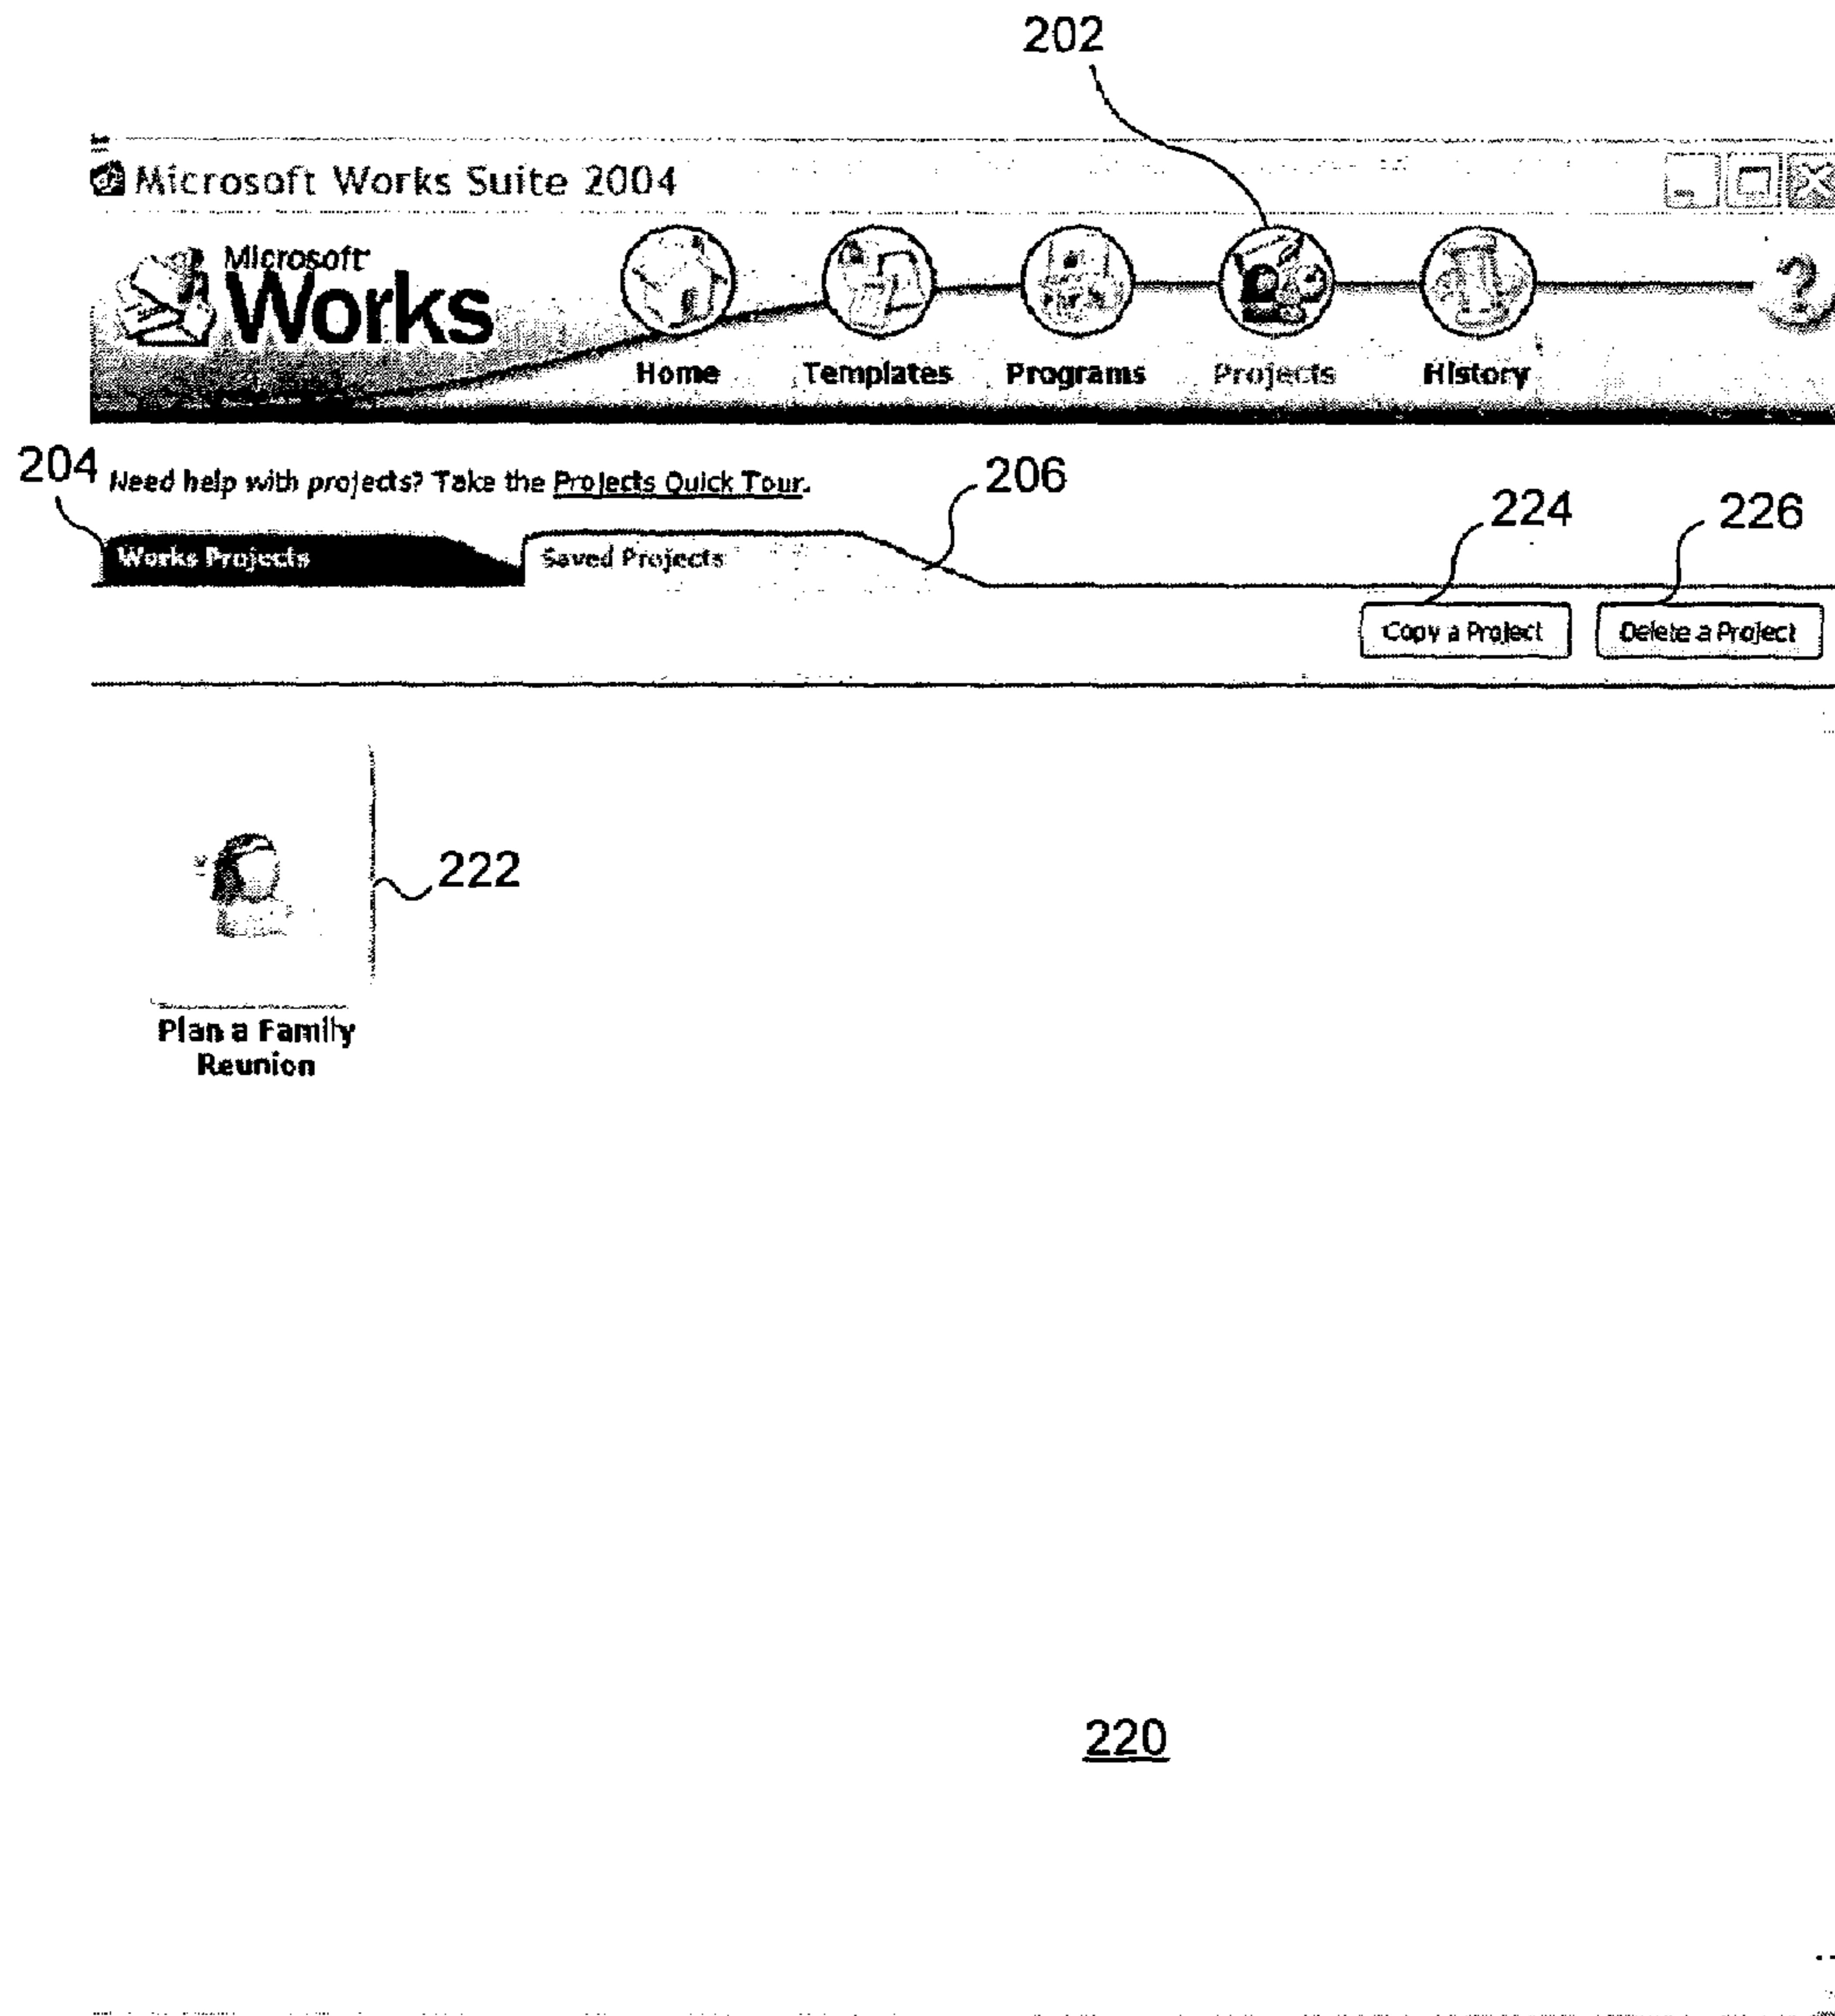 202
Microsoft Works Suite 2004
Microsoft
Works
Home Templates Programs Projects History
?
204 Need help with projects? Take the Projects Quick Tour. 206
224 226
Works Projects Saved Projects
Copy a Project Delete a Project
222
Plan a Family
Reunion
220